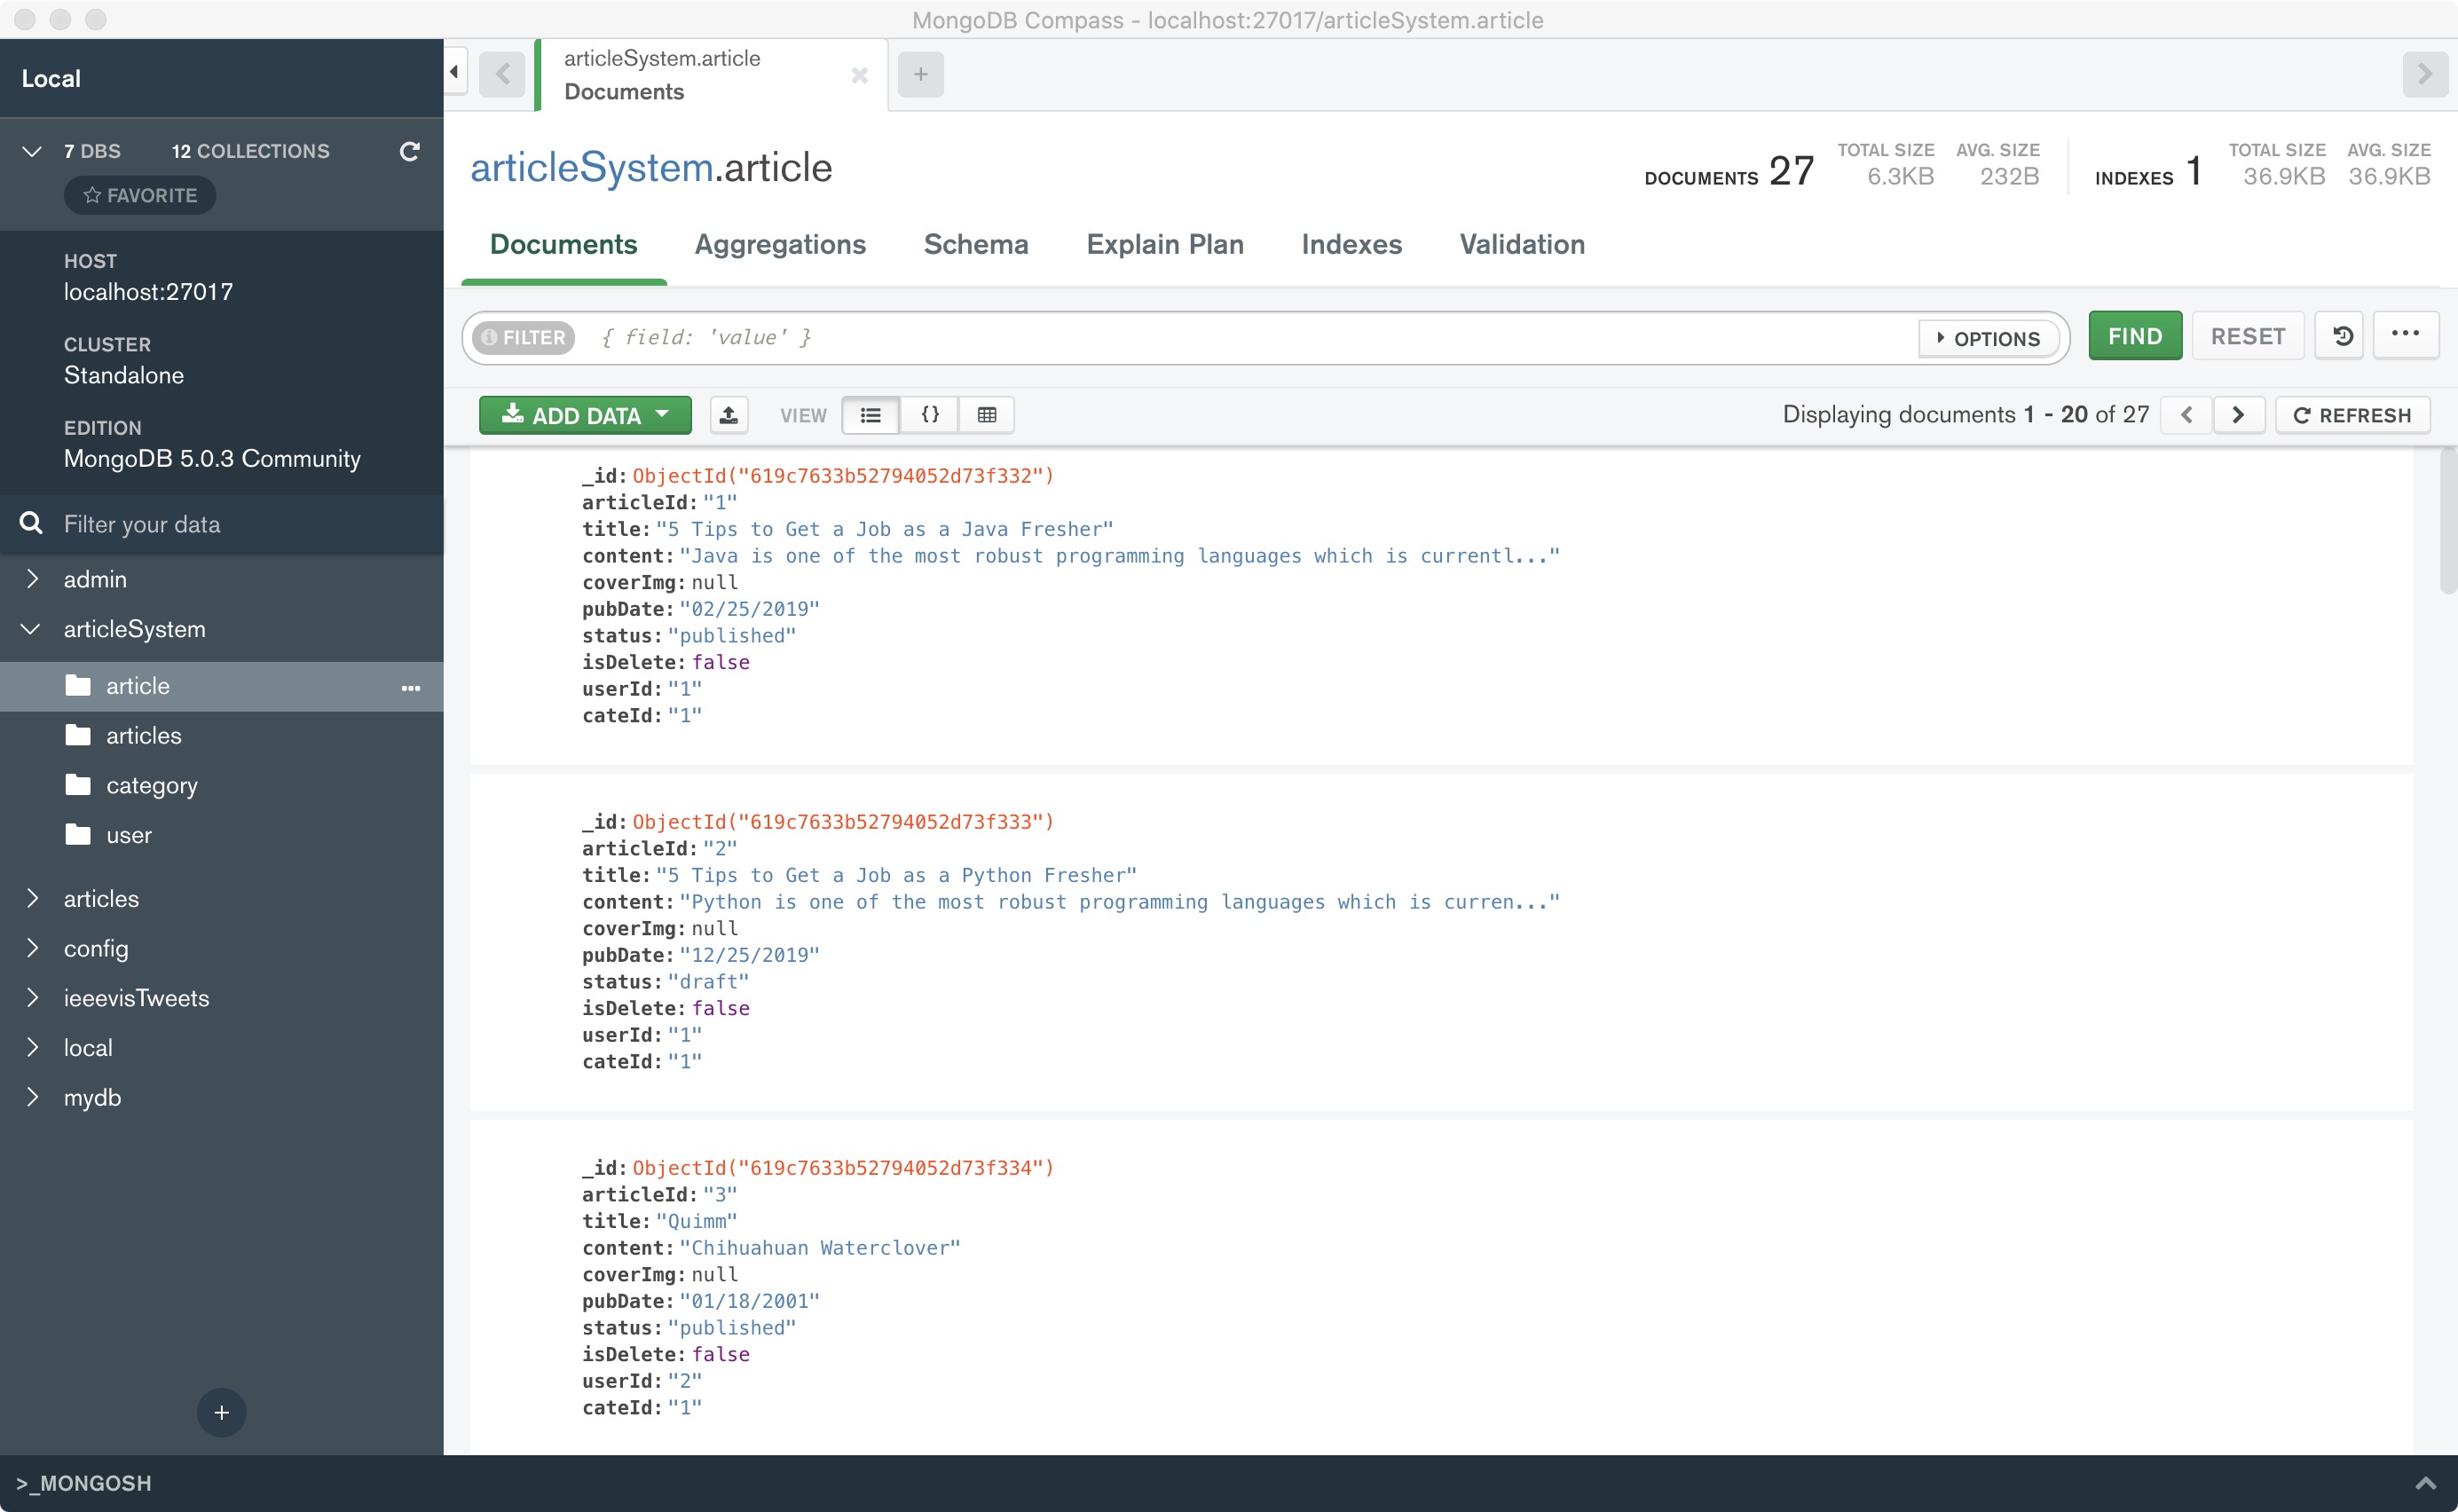 MongoDB Compass - localhost:27017/articleSystem.article
Local
7 DBS 12 COLLECTIONS
FAVORITE
HOST
localhost:27017
CLUSTER
Standalone
EDITION
MongoDB 5.0.3 Community
Filter your data
admin
articleSystem
article
articles
category
user
articles
config
ieeevisTweets
local
mydb
articleSystem.article
Documents
articleSystem.article
DOCUMENTS 27 TOTAL SIZE 6.3KB AVG. SIZE 232B INDEXES 1 TOTAL SIZE 36.9KB AVG. SIZE 36.9KB
Documents Aggregations Schema Explain Plan Indexes Validation
FILTER { field: 'value' } OPTIONS FIND RESET
ADD DATA VIEW {} Displaying documents 1 - 20 of 27 REFRESH
_id: ObjectId("619c7633b52794052d73f332")
articleId: "1"
title: "5 Tips to Get a Job as a Java Fresher"
content: "Java is one of the most robust programming languages which is currentl..."
coverImg: null
pubDate: "02/25/2019"
status: "published"
isDelete: false
userId: "1"
cateId: "1"
_id: ObjectId("619c7633b52794052d73f333")
articleId: "2"
title: "5 Tips to Get a Job as a Python Fresher"
content: "Python is one of the most robust programming languages which is curren..."
coverImg: null
pubDate: "12/25/2019"
status: "draft"
isDelete: false
userId: "1"
cateId: "1"
_id: ObjectId("619c7633b52794052d73f334")
articleId: "3"
title: "Quimm"
content: "Chihuahuan Waterclover"
coverImg: null
pubDate: "01/18/2001"
status: "published"
isDelete: false
userId: "2"
cateId: "1"
>_MONGOSH